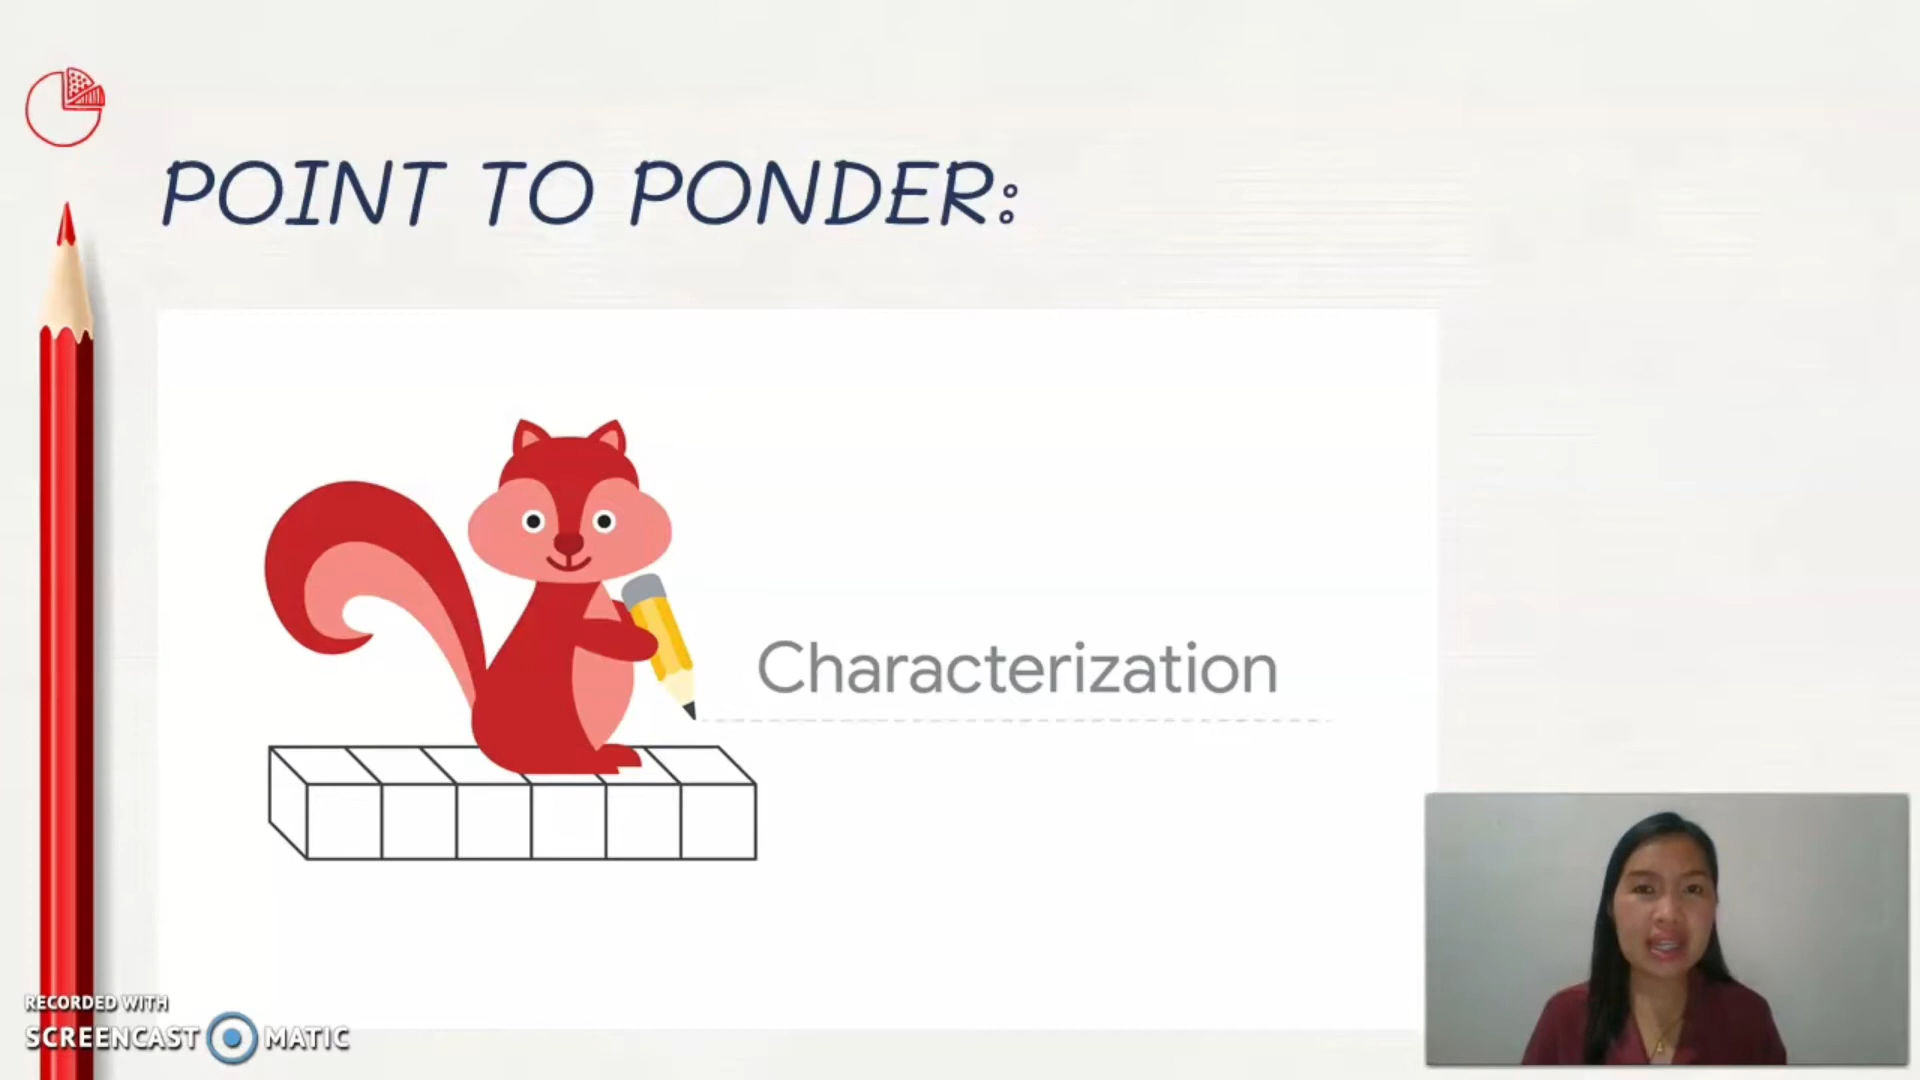 POINT TO PONDER:
Characterization
RECORDED WITH
SCREENCAST MATIC